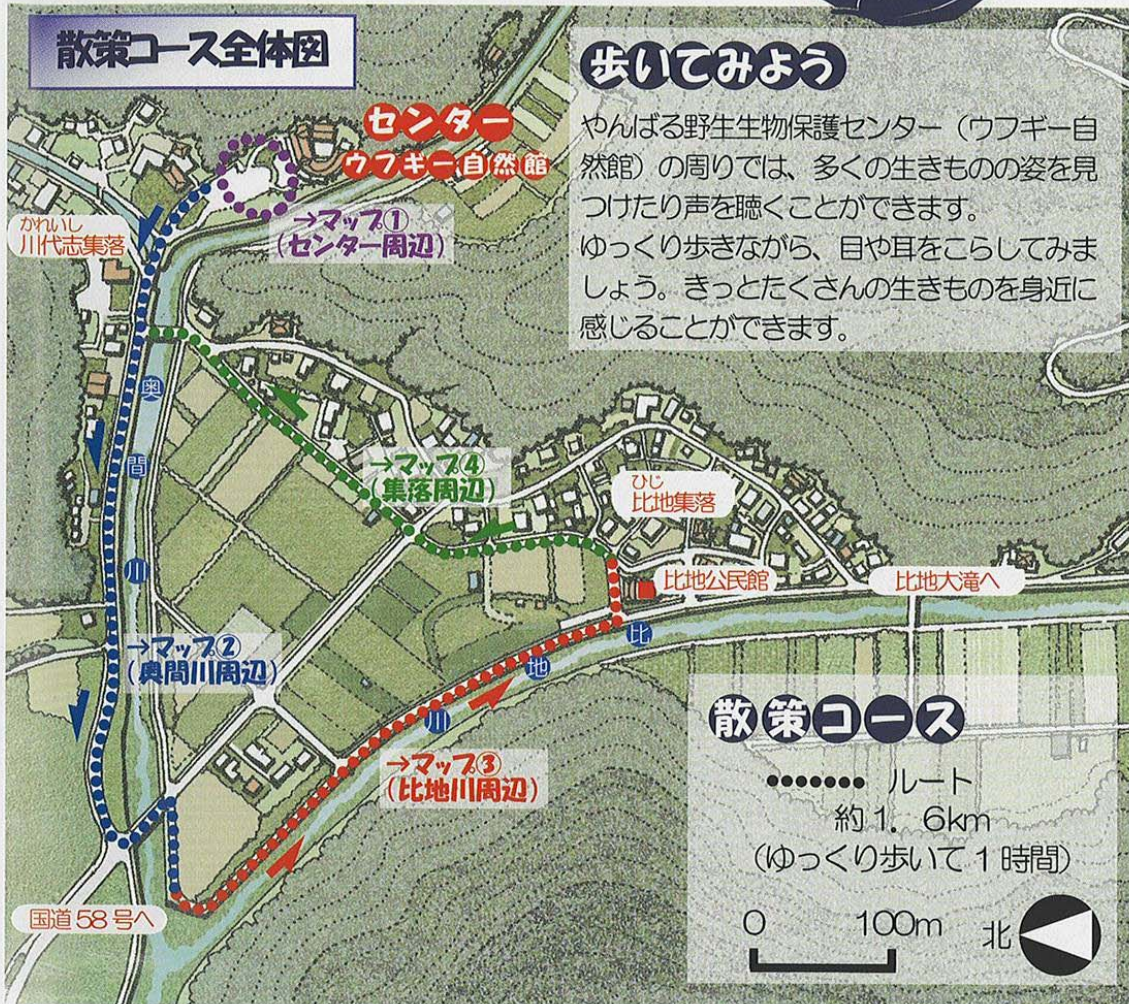 散策コース全体図
歩いてみよう
やんばる野生生物保護センター（ウフギー自
然館）の周りでは、多くの生きものの姿を見
つけたり声を聴くことができます。
ゆっくり歩きながら、目や耳をこらしてみま
しょう。きっとたくさんの生きものを身近に
感じることができます。
センター
ウフギー自然館
→マップ①
（センター周辺）
かれいし
川代志集落
奥間川
→マップ④
（集落周辺）
ひじ
比地集落
比地公民館
比地大滝へ
→マップ②
（奥間川周辺）
比地川
→マップ③
（比地川周辺）
国道58号へ
散策コース
ルート
約1．6km
（ゆっくり歩いて1時間）
0 100m
北